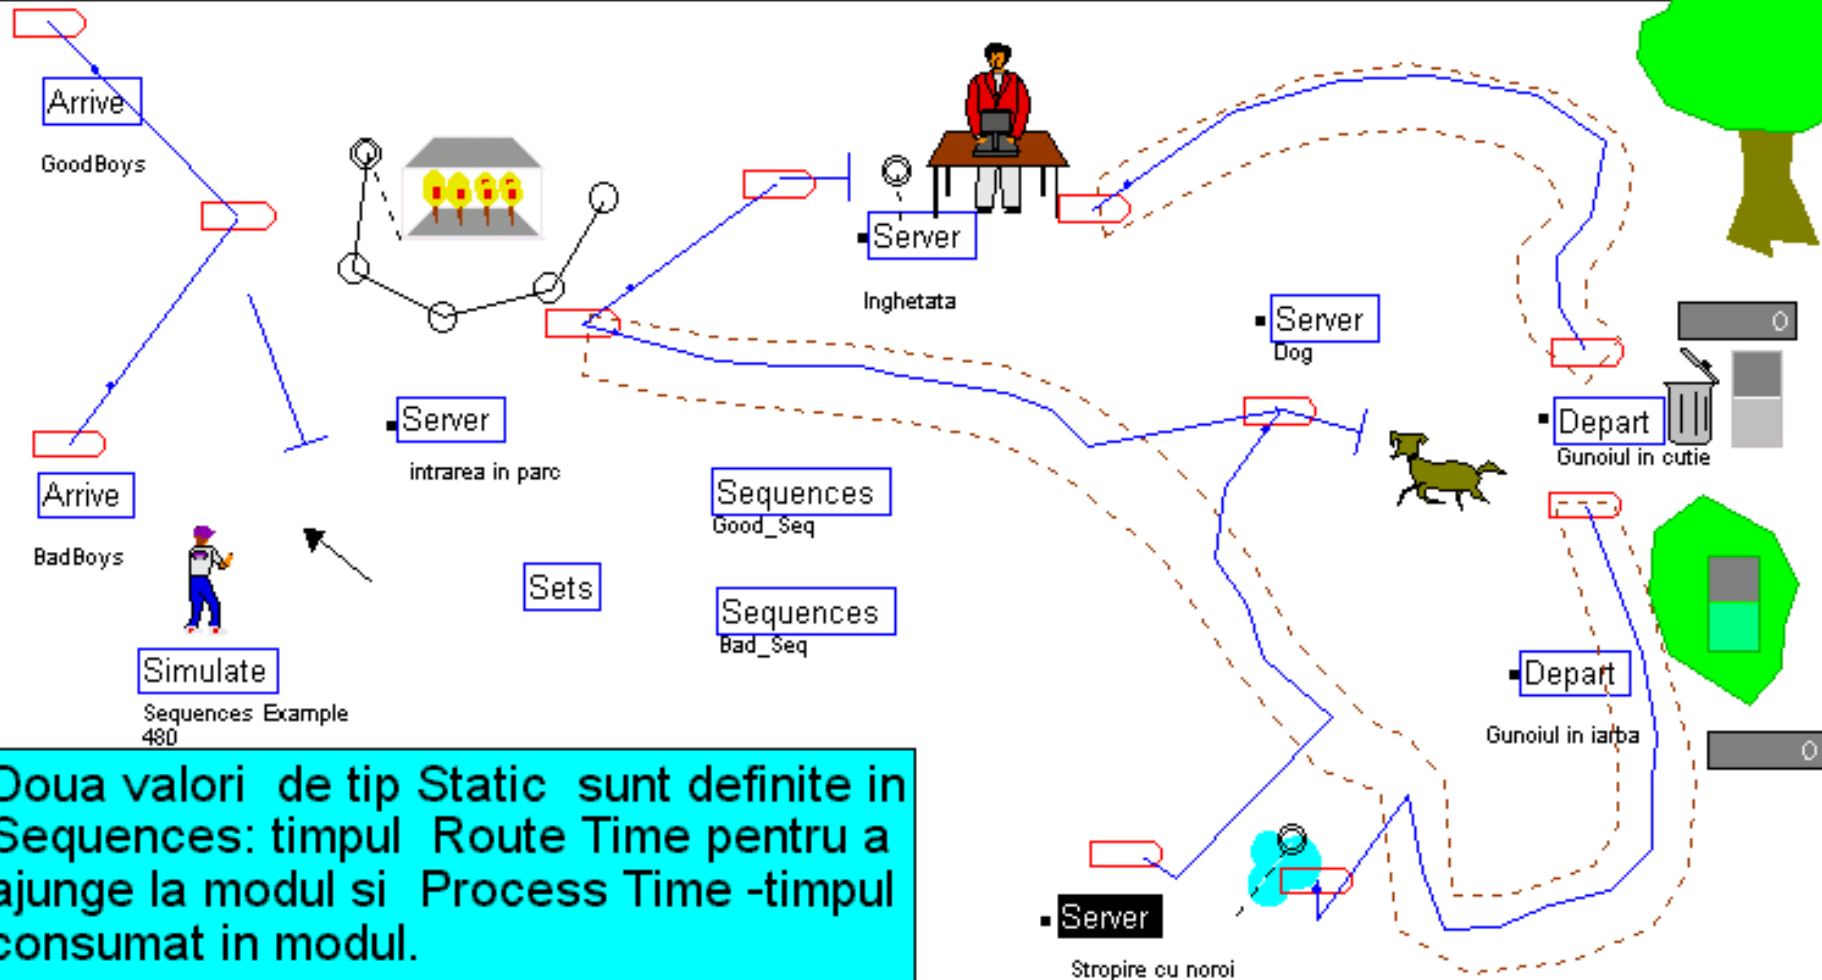 Arrive
GoodBoys
Server
Inghetata
0
Server
Dog
Server
intrarea in parc
Depart
Gunoiul in cutie
Arrive
BadBoys
Sequences
Good_Seq
Sets
Sequences
Bad_Seq
Simulate
Sequences Example
480
Depart
Gunoiul in iarba
0
Doua valori de tip Static sunt definite in
Sequences: timpul Route Time pentru a
ajunge la modul si Process Time -timpul
consumat in modul.
Server
Stropire cu noroi